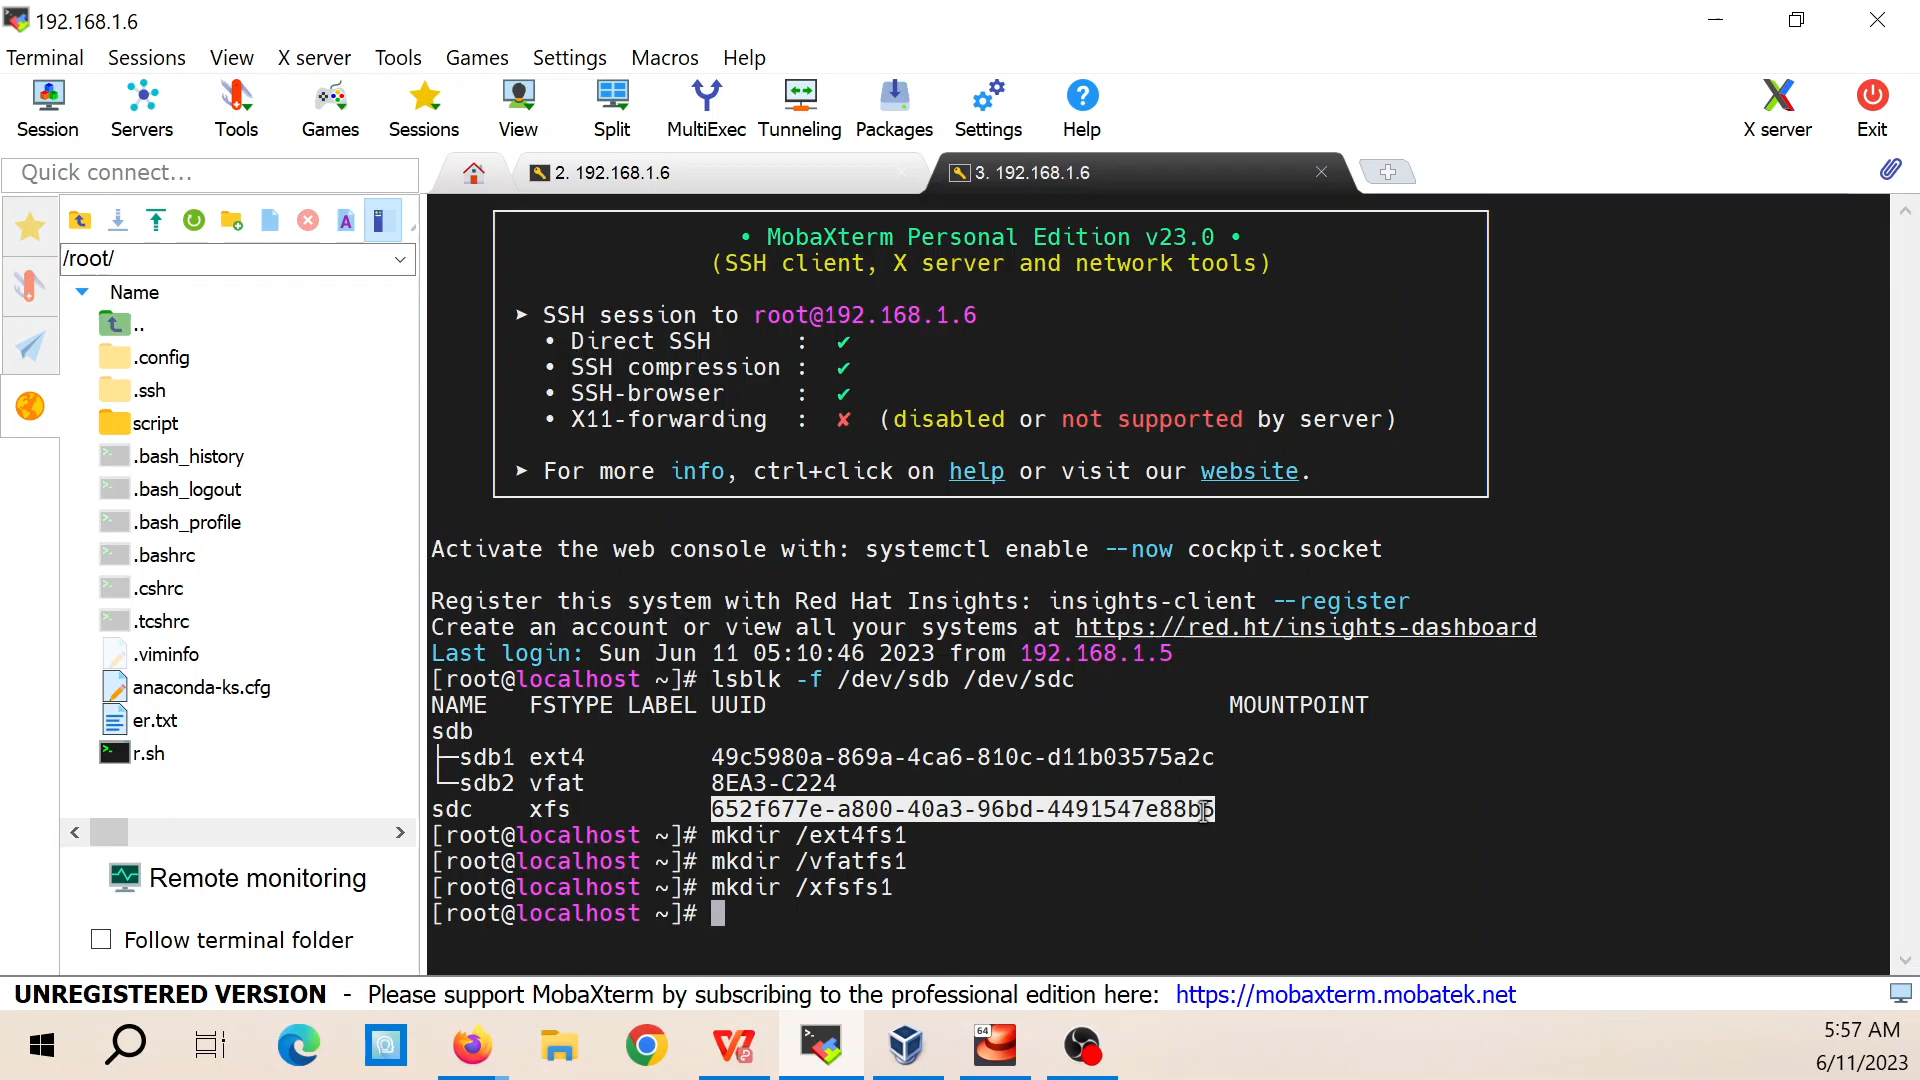 192.168.1.6
Terminal Sessions View X server Tools Games Settings Macros Help
Session Servers Tools Games Sessions View Split MultiExec Tunneling Packages Settings Help X server Exit
Quick connect...
2. 192.168.1.6
3. 192.168.1.6
/root/
Name
..
.config
.ssh
script
.bash_history
.bash_logout
.bash_profile
.bashrc
.cshrc
.tcshrc
.viminfo
anaconda-ks.cfg
er.txt
r.sh
Remote monitoring
Follow terminal folder
• MobaXterm Personal Edition v23.0 •
(SSH client, X server and network tools)
➤ SSH session to root@192.168.1.6
• Direct SSH : ✔
• SSH compression : ✔
• SSH-browser : ✔
• X11-forwarding : ✘ (disabled or not supported by server)
➤ For more info, ctrl+click on help or visit our website.
Activate the web console with: systemctl enable --now cockpit.socket
Register this system with Red Hat Insights: insights-client --register
Create an account or view all your systems at https://red.ht/insights-dashboard
Last login: Sun Jun 11 05:10:46 2023 from 192.168.1.5
[root@localhost ~]# lsblk -f /dev/sdb /dev/sdc
NAME FSTYPE LABEL UUID MOUNTPOINT
sdb
├─sdb1 ext4 49c5980a-869a-4ca6-810c-d11b03575a2c
└─sdb2 vfat 8EA3-C224
sdc xfs 652f677e-a800-40a3-96bd-4491547e88b5
[root@localhost ~]# mkdir /ext4fs1
[root@localhost ~]# mkdir /vfatfs1
[root@localhost ~]# mkdir /xfsfs1
[root@localhost ~]#
UNREGISTERED VERSION - Please support MobaXterm by subscribing to the professional edition here: https://mobaxterm.mobatek.net
64
5:57 AM
6/11/2023